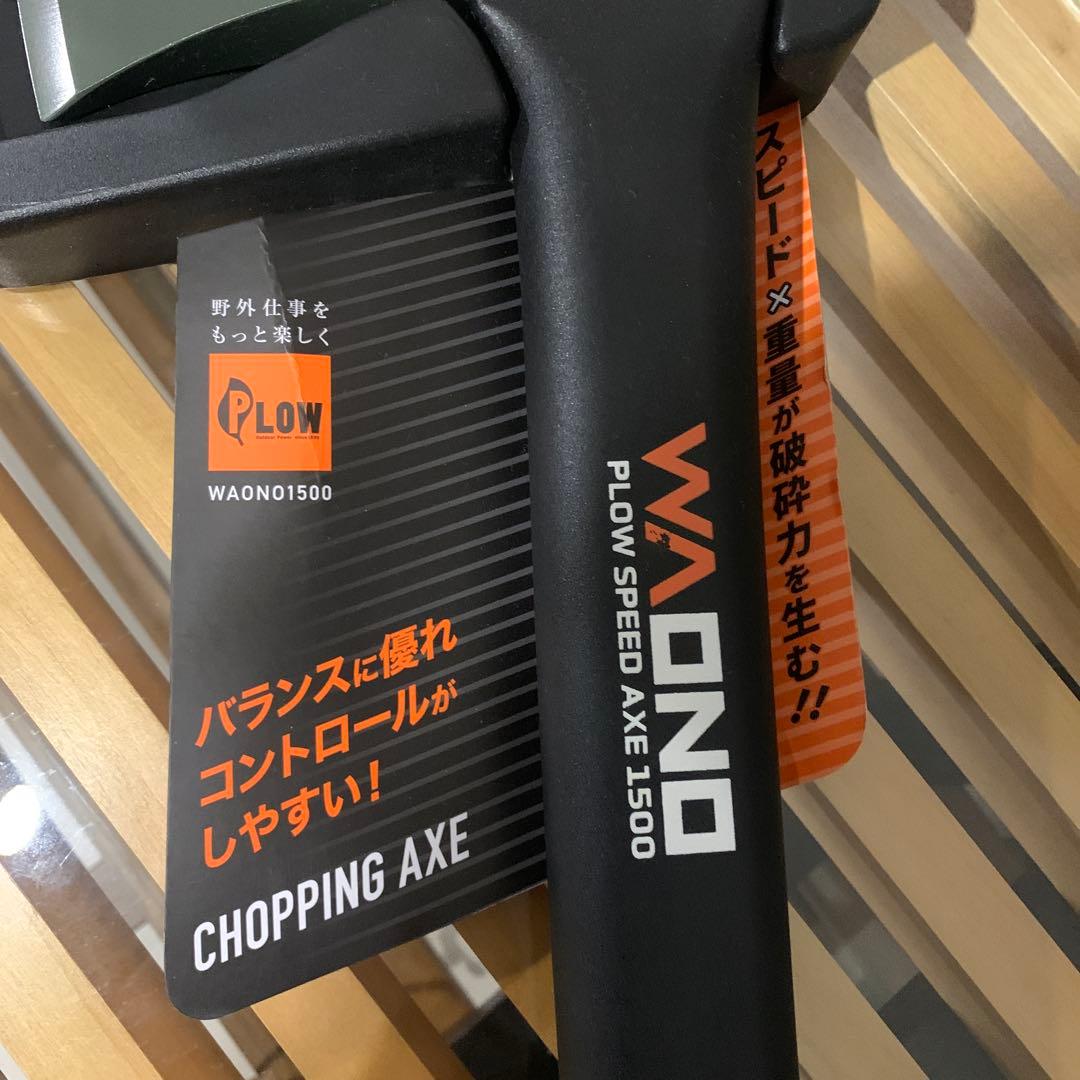 野外仕事を
もっと楽しく
PLOW
WAONO1500
バランスに優れ
コントロールが
しやすい!
CHOPPING AXE
WAONO
PLOW SPEED AXE 1500
スピード×重量が破砕力を生む!!